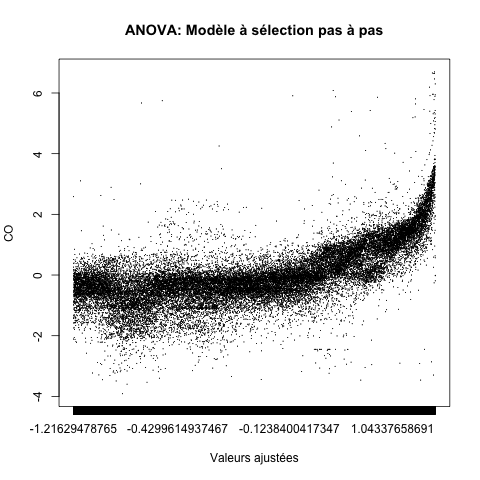 ANOVA: Modèle à sélection pas à pas
6
4
2
0
-2
-4
CO
-1.21629478765 -0.4299614937467 -0.1238400417347 1.04337658691
Valeurs ajustées